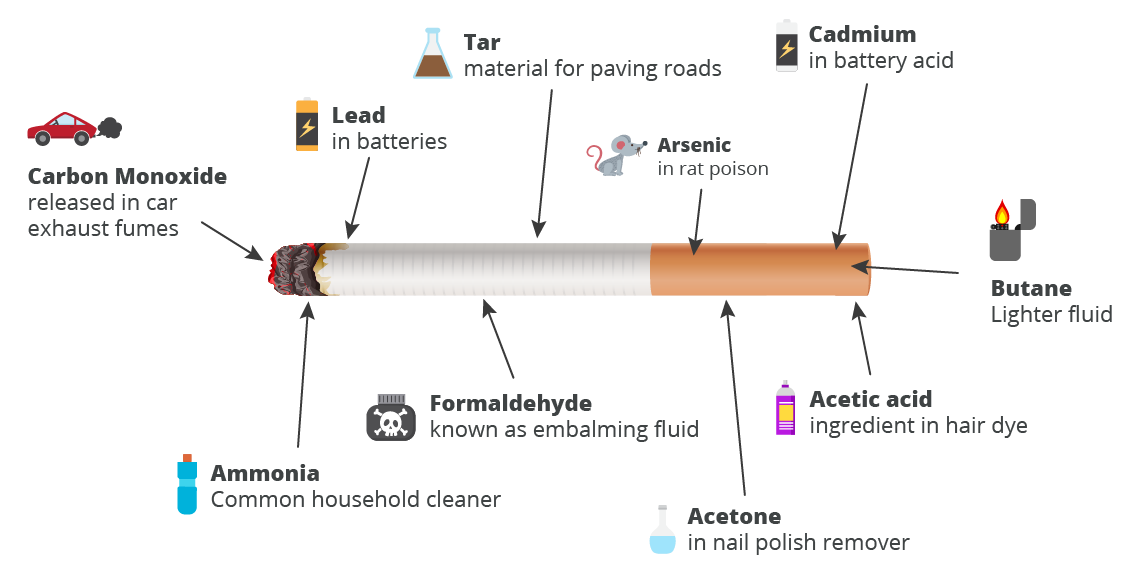 Tar
material for paving roads
Cadmium
in battery acid
Lead
in batteries
Arsenic
in rat poison
Carbon Monoxide
released in car
exhaust fumes
Butane
Lighter fluid
Formaldehyde
known as embalming fluid
Acetic acid
ingredient in hair dye
Ammonia
Common household cleaner
Acetone
in nail polish remover